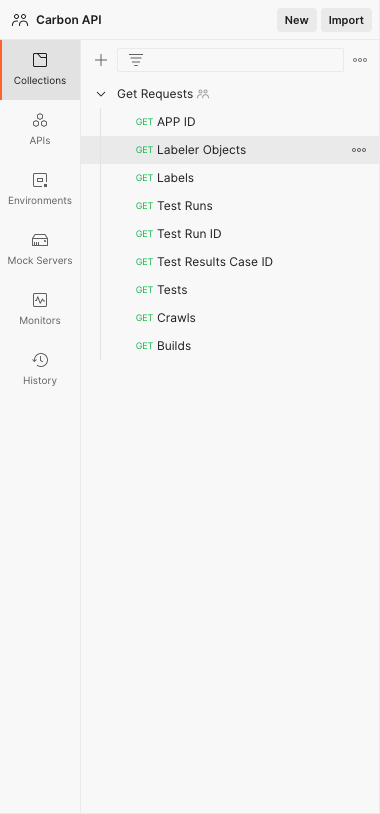 Carbon API New Import
Collections
APIs
Environments
Mock Servers
Monitors
History
Get Requests
GET APP ID
GET Labeler Objects
GET Labels
GET Test Runs
GET Test Run ID
GET Test Results Case ID
GET Tests
GET Crawls
GET Builds